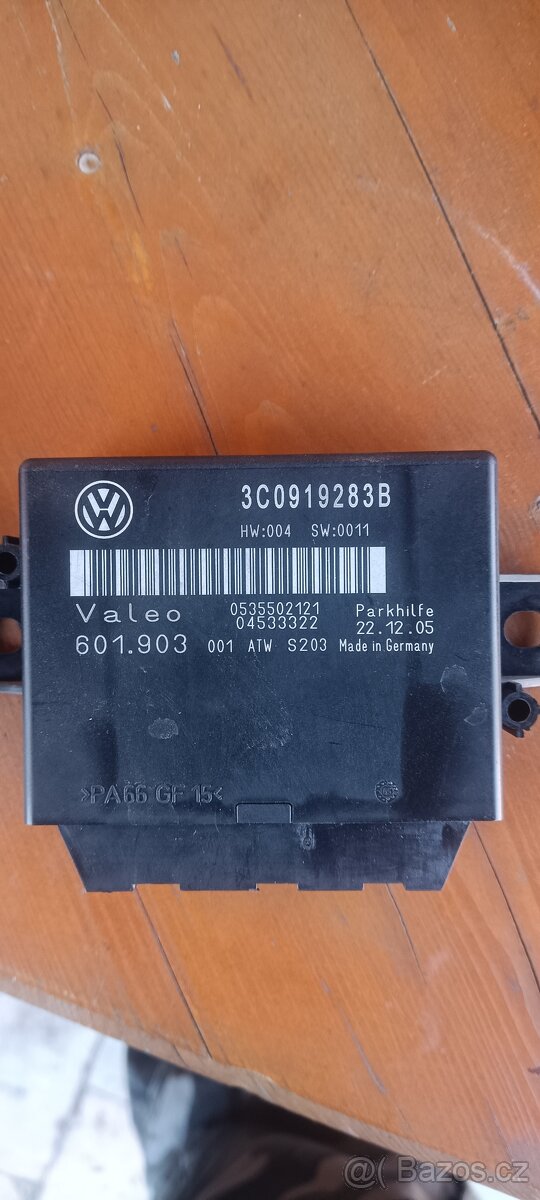 3C0919283B
HW:004 SW:0011
Valeo 0535502121 Parkhilfe
04533322 22.12.05
601.903 001 ATW S203 Made in Germany
>PA66 GF 15<
Bazos.cz